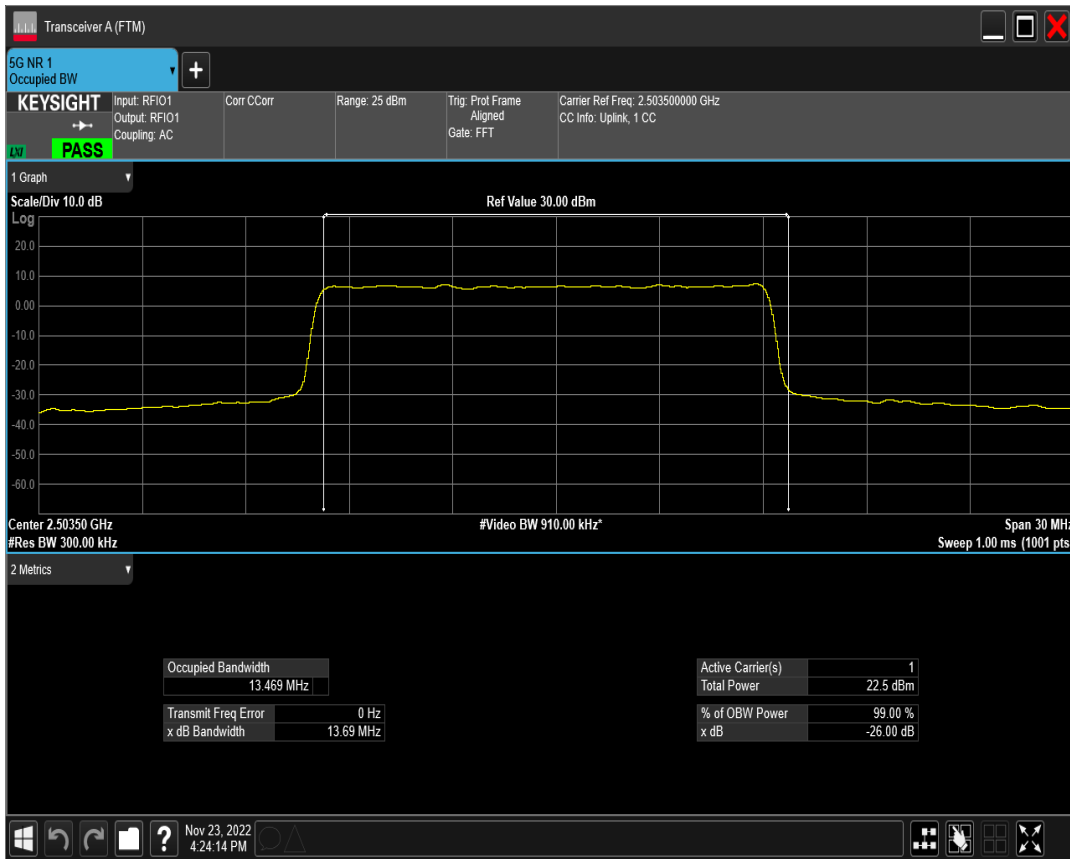 Transceiver A (FTM)
5G NR 1
Occupied BW
+
KEYSIGHT
LXI
PASS
Input: RFIO1
Output: RFIO1
Coupling: AC
Corr CCorr
Range: 25 dBm
Trig: Prot Frame
Aligned
Gate: FFT
Carrier Ref Freq: 2.503500000 GHz
CC Info: Uplink, 1 CC
1 Graph
Scale/Div 10.0 dB
Ref Value 30.00 dBm
Log
20.0
10.0
0.00
-10.0
-20.0
-30.0
-40.0
-50.0
-60.0
Center 2.50350 GHz
#Video BW 910.00 kHz*
Span 30 MHz
#Res BW 300.00 kHz
Sweep 1.00 ms (1001 pts
2 Metrics
Occupied Bandwidth
13.469 MHz
Transmit Freq Error 0 Hz
x dB Bandwidth 13.69 MHz
Active Carrier(s) 1
Total Power 22.5 dBm
% of OBW Power 99.00 %
x dB -26.00 dB
?
Nov 23, 2022
4:24:14 PM